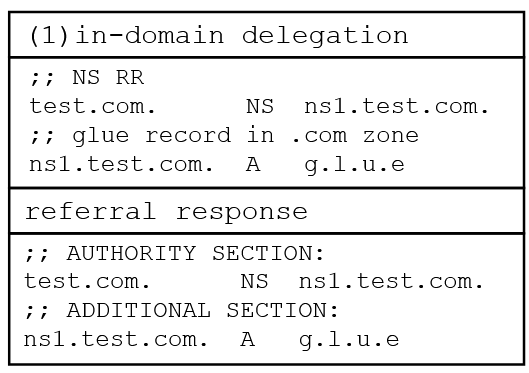 (1) in-domain delegation
;; NS RR
test.com. NS ns1.test.com.
;; glue record in .com zone
ns1.test.com. A g.l.u.e
referral response
;; AUTHORITY SECTION:
test.com. NS ns1.test.com.
;; ADDITIONAL SECTION:
ns1.test.com. A g.l.u.e